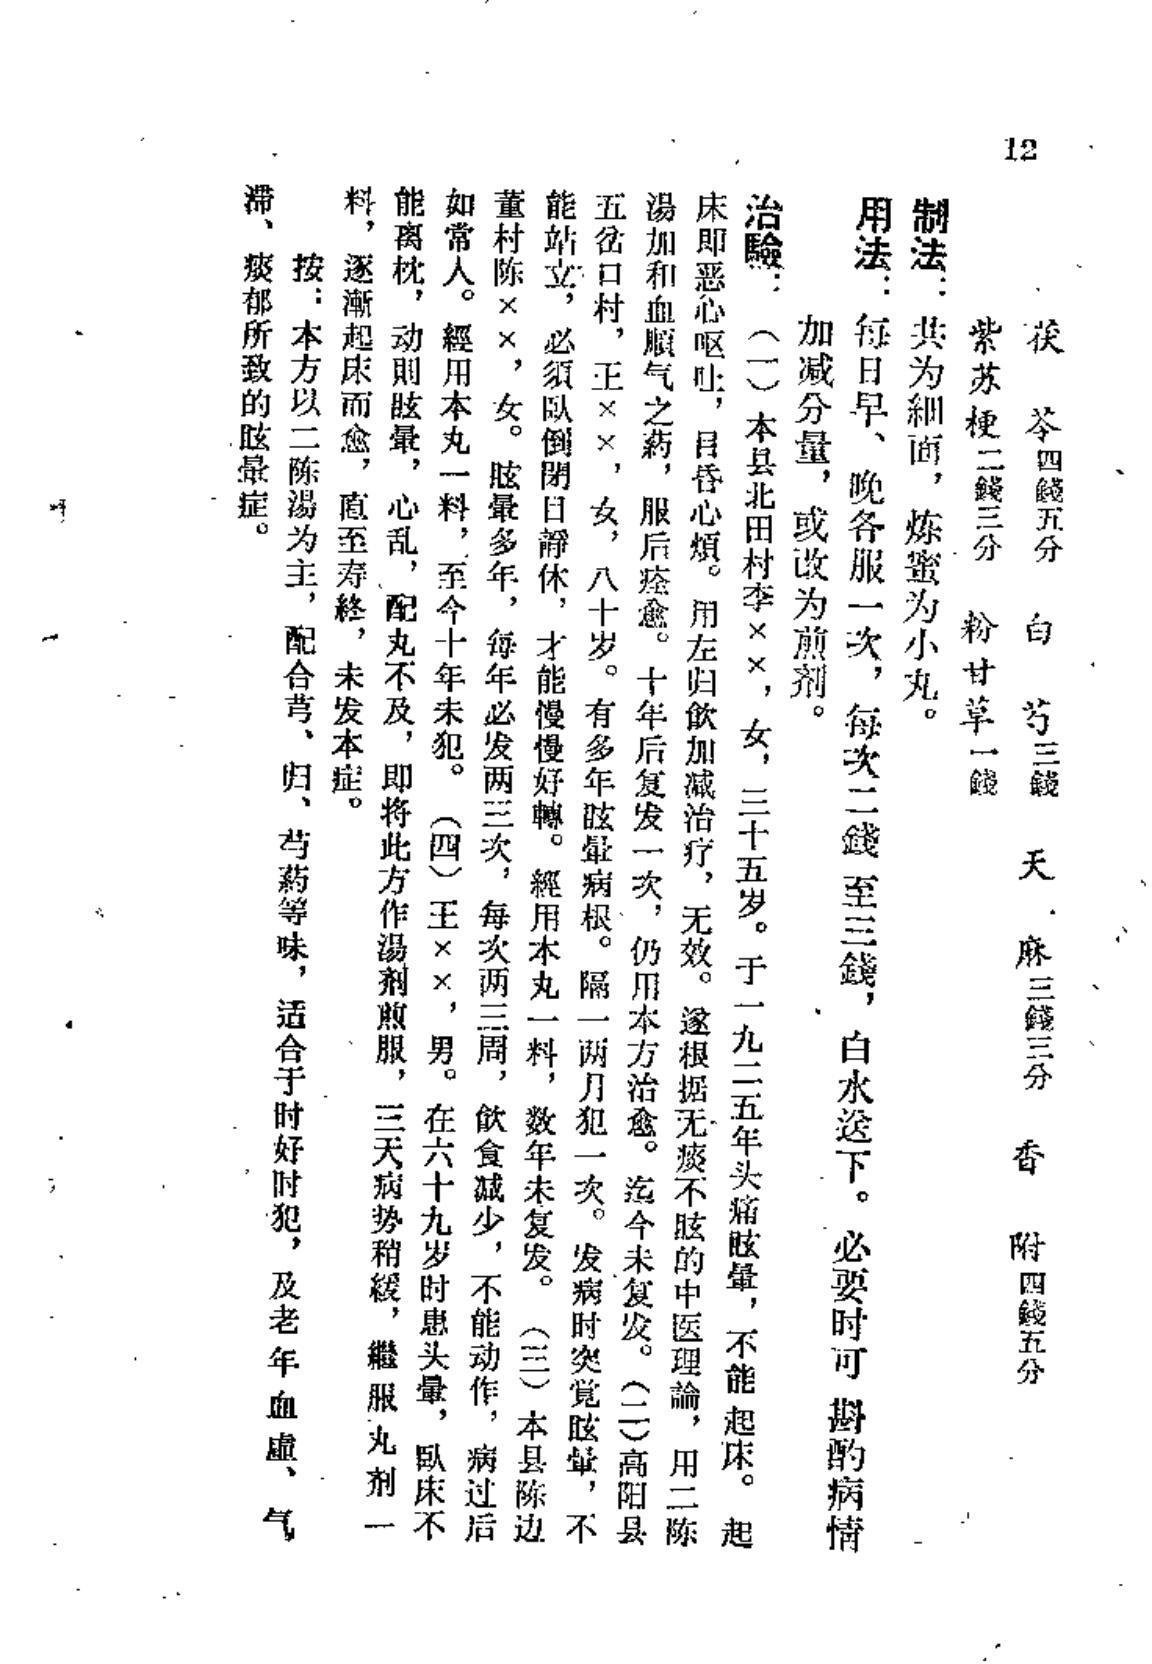 12
茯　苓四錢五分　白　芍三錢　天　麻三錢三分　香　附四錢五分
紫苏梗二錢三分　粉甘草一錢
制法：共为細面，炼蜜为小丸。
用法：每日早、晚各服一次，每次二錢至三錢，白水送下。必要时可斟酌病情
加减分量，或改为煎剂。
治驗：（一）本县北田村李××，女，三十五岁。于一九二五年头痛眩暈，不能起床。起
床即恶心呕吐，目昏心煩。用左归飲加减治疗，无效。遂根据无痰不眩的中医理論，用二陈
湯加和血順气之葯，服后痊愈。十年后复发一次，仍用本方治愈。迄今未复发。（二）高阳县
五岔口村，王××，女，八十岁。有多年眩暈病根。隔一两月犯一次。发病时突覚眩暈，不
能站立，必須臥倒閉目靜休，才能慢慢好轉。經用本丸一料，数年未复发。（三）本县陈边
董村陈××，女。眩暈多年，每年必发两三次，每次两三周，飲食减少，不能动作，病过后
如常人。經用本丸一料，至今十年未犯。（四）王××，男。在六十九岁时患头暈，臥床不
能离枕，动則眩暈，心乱，配丸不及，即将此方作湯剂煎服，三天病势稍緩，繼服丸剂一
料，逐漸起床而愈，直至寿終，未发本症。
按：本方以二陈湯为主，配合芎、归、芍葯等味，适合于时好时犯，及老年血虛、气
滯、痰郁所致的眩暈症。